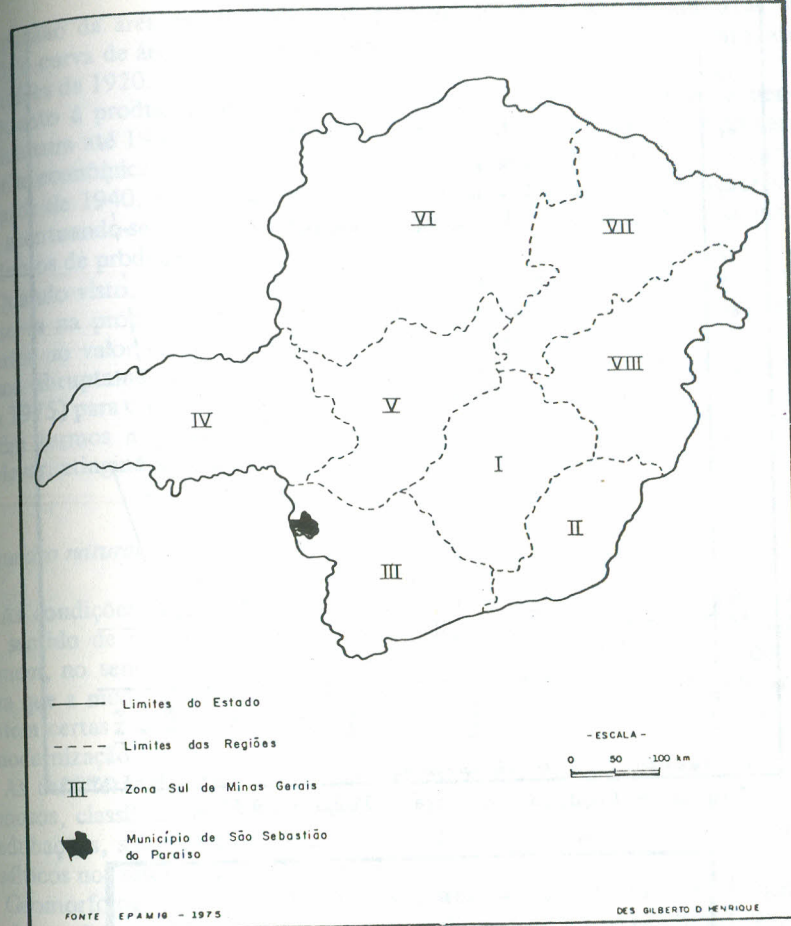 VI
VII
VIII
IV
V
I
II
III
Limites do Estado
Limites das Regiões
III Zona Sul de Minas Gerais
Município de São Sebastião
do Paraiso
-ESCALA-
0 50 100 km
FONTE EPAMIG - 1975
DES GILBERTO D HENRIQUE